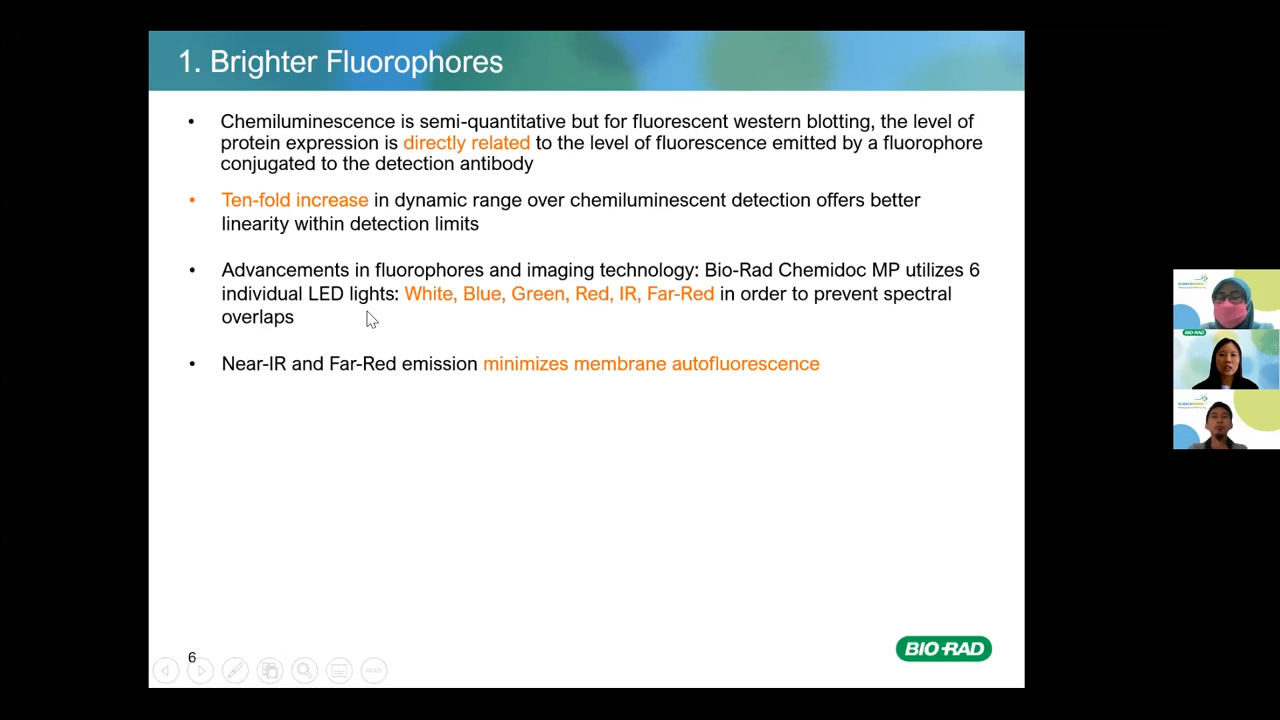 1. Brighter Fluorophores
• Chemiluminescence is semi-quantitative but for fluorescent western blotting, the level of
protein expression is directly related to the level of fluorescence emitted by a fluorophore
conjugated to the detection antibody
• Ten-fold increase in dynamic range over chemiluminescent detection offers better
linearity within detection limits
• Advancements in fluorophores and imaging technology: Bio-Rad Chemidoc MP utilizes 6
individual LED lights: White, Blue, Green, Red, IR, Far-Red in order to prevent spectral
overlaps
• Near-IR and Far-Red emission minimizes membrane autofluorescence
6
BIO-RAD
BIO-RAD